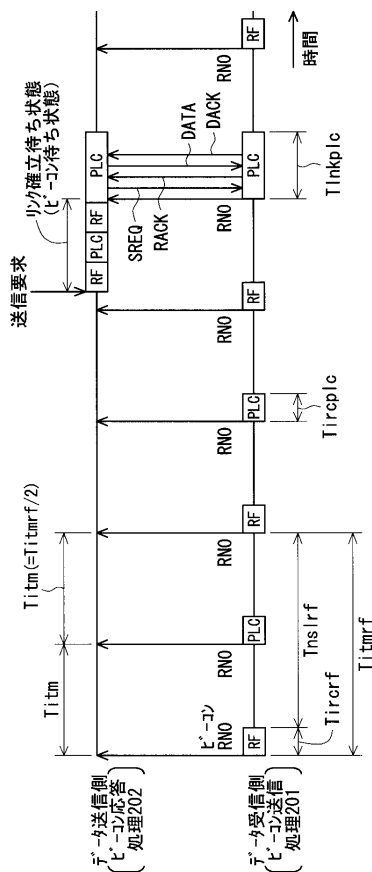 送信要求
リンク確立待ち状態
(ビーコン待ち状態)
RF
PLC
RF
PLC
Titm
Titm(=Titmrf/2)
データ送信側
ビーコン応答
処理202
ビーコン
RNO
RNO
RNO
RNO
RNO
RNO
SREQ
RACK
DATA
DACK
RNO
データ受信側
ビーコン送信
処理201
RF
PLC
RF
PLC
RF
PLC
RF
Tircrf
Tnslrf
Titmrf
Tircplc
Tlnkplc
時間